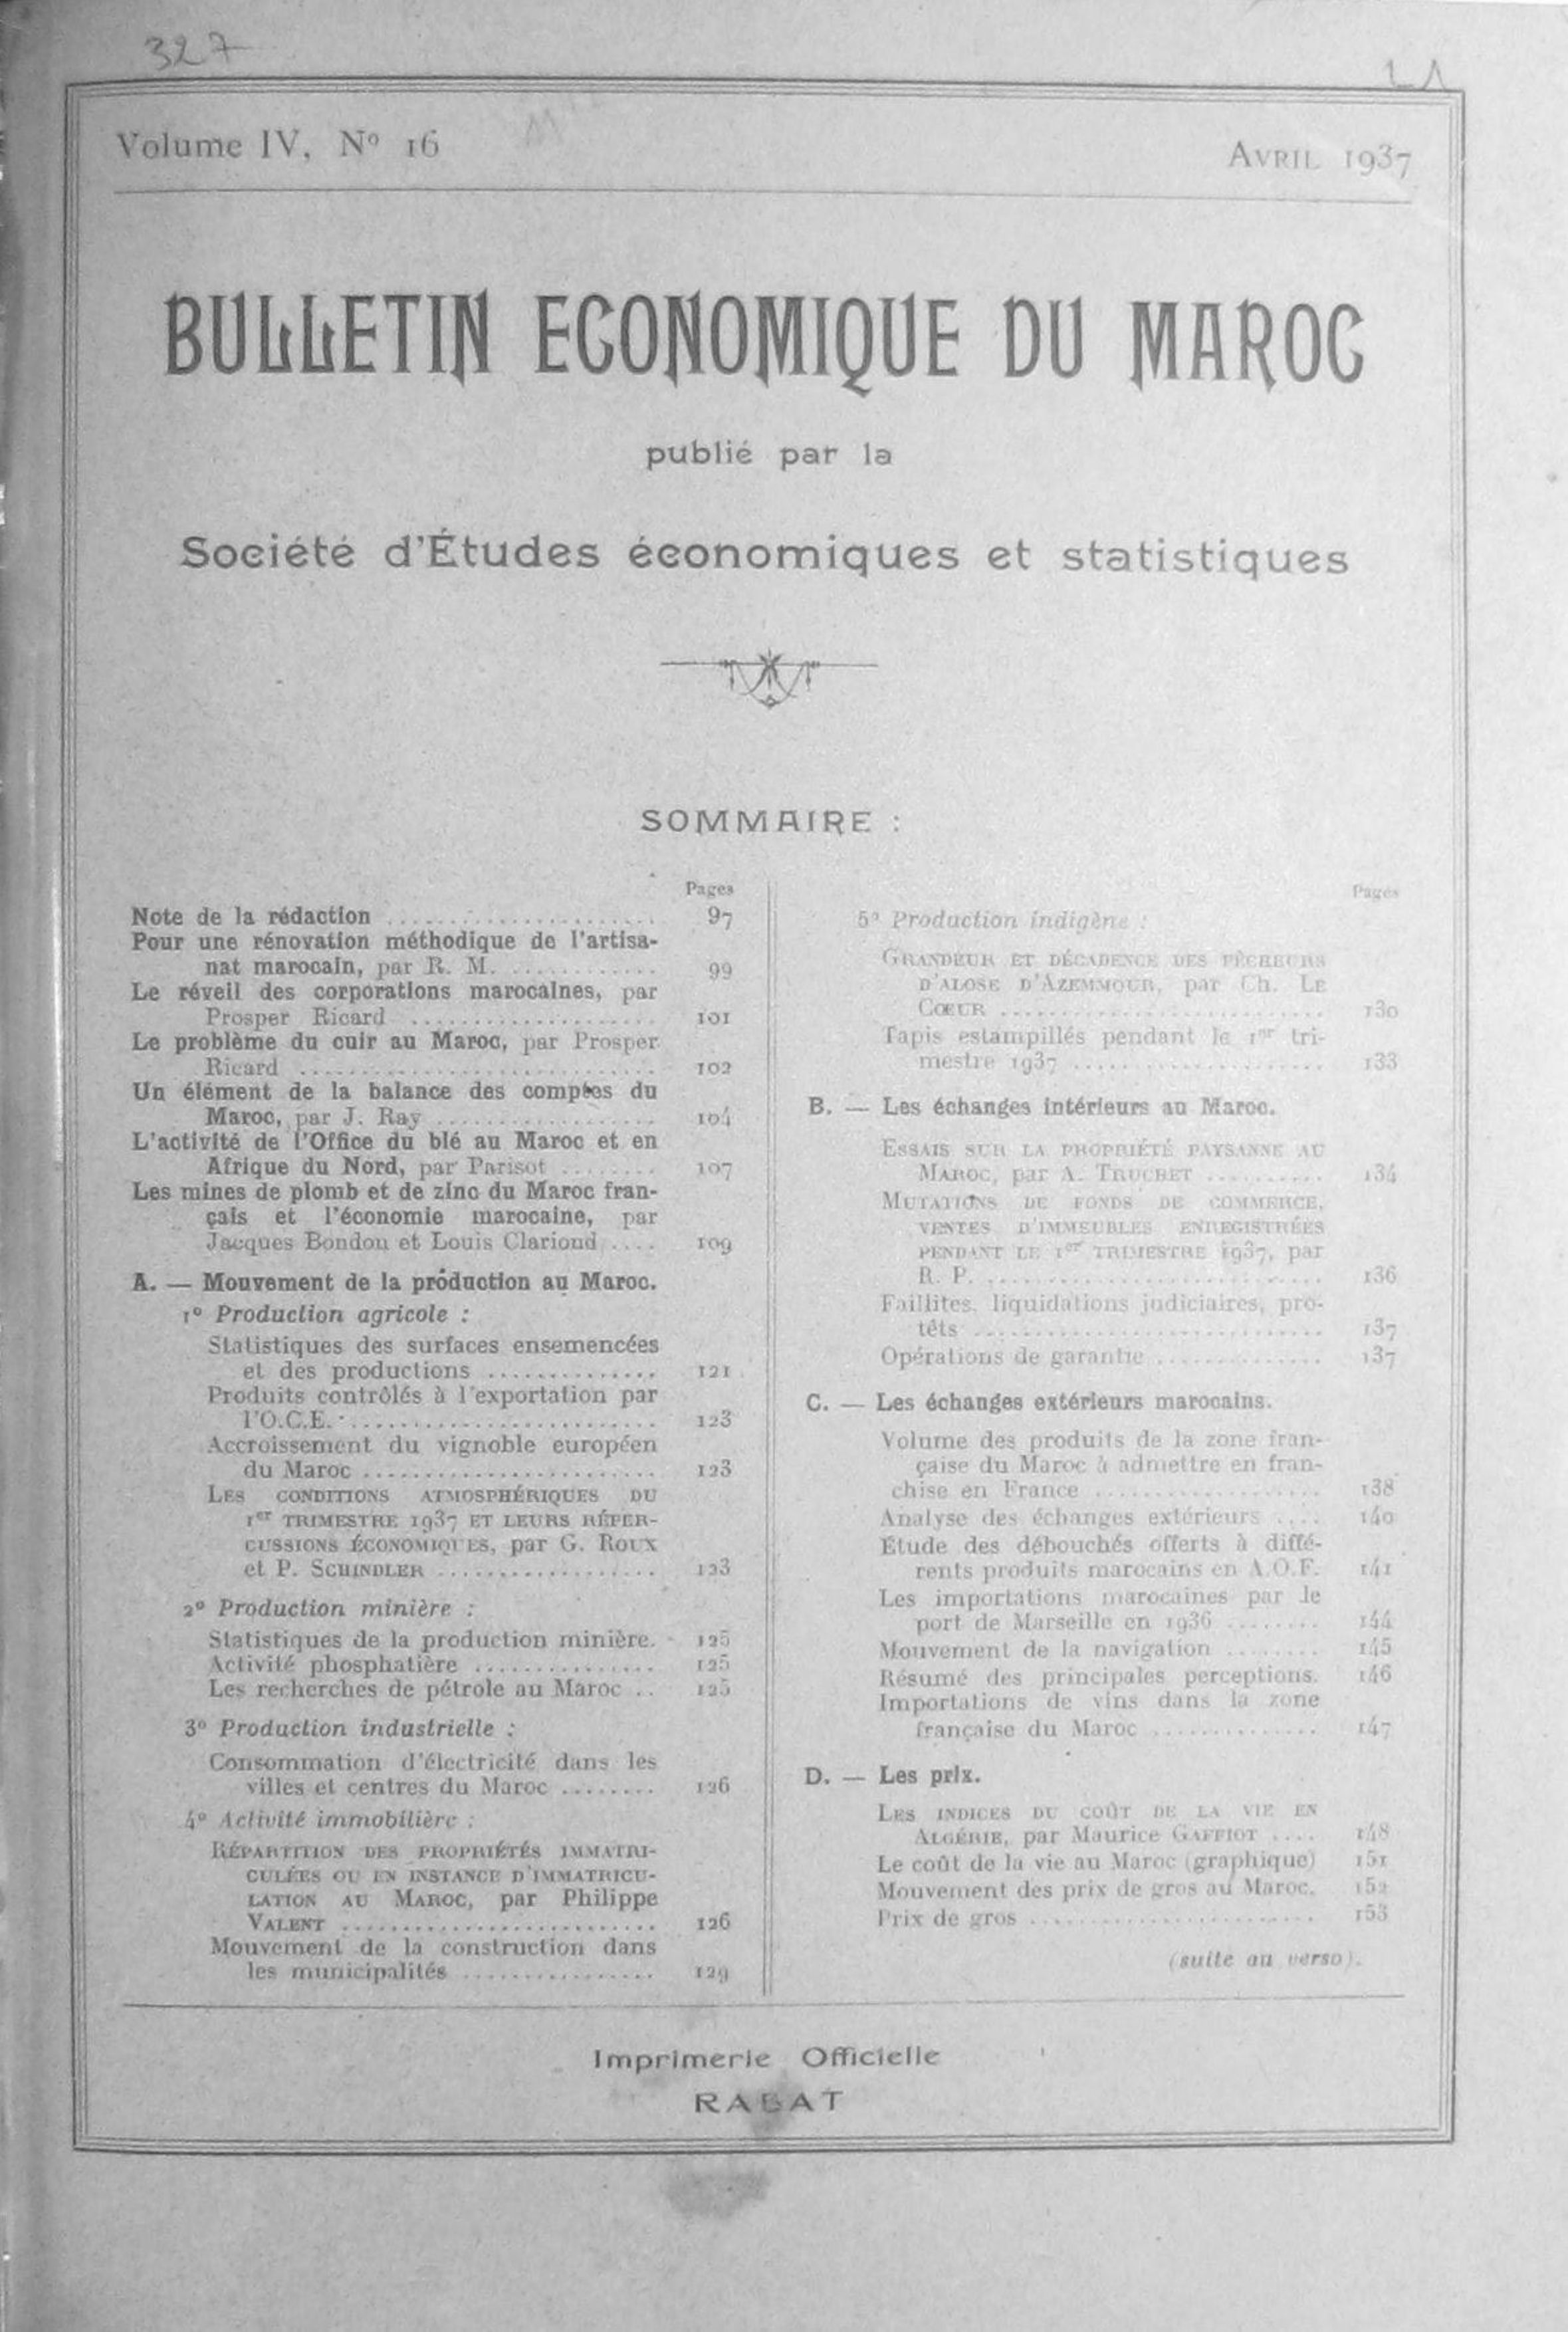 327
L1
Volume IV, N° 16
AVRIL 1937
BULLETIN ECONOMIQUE DU MAROC
publié par la
Société d'Études économiques et statistiques
SOMMAIRE :
Pages
Note de la rédaction ...................... 97
Pour une rénovation méthodique de l'artisa-
nat marocain, par R. M. ............ 99
Le réveil des corporations marocaines, par
Prosper Ricard .................... 101
Le problème du cuir au Maroc, par Prosper
Ricard ............................. 102
Un élément de la balance des comptes du
Maroc, par J. Ray .................. 104
L'activité de l'Office du blé au Maroc et en
Afrique du Nord, par Parisot ........ 107
Les mines de plomb et de zinc du Maroc fran-
çais et l'économie marocaine, par
Jacques Bondon et Louis Clariond .... 109
A. — Mouvement de la production au Maroc.
1° Production agricole :
Statistiques des surfaces ensemencées
et des productions .............. 121
Produits contrôlés à l'exportation par
l'O.C.E. ......................... 123
Accroissement du vignoble européen
du Maroc ........................ 123
LES CONDITIONS ATMOSPHÉRIQUES DU
1er TRIMESTRE 1937 ET LEURS RÉPER-
CUSSIONS ÉCONOMIQUES, par G. ROUX
et P. SCHINDLER .................. 123
2° Production minière :
Statistiques de la production minière. 125
Activité phosphatière ............... 125
Les recherches de pétrole au Maroc .. 125
3° Production industrielle :
Consommation d'électricité dans les
villes et centres du Maroc ........ 126
4° Activité immobilière :
RÉPARTITION DES PROPRIÉTÉS IMMATRI-
CULÉES OU EN INSTANCE D'IMMATRICU-
LATION AU MAROC, par Philippe
VALENT .......................... 126
Mouvement de la construction dans
les municipalités ................ 129
Pages
5° Production indigène :
GRANDEUR ET DÉCADENCE DES PÊCHEURS
D'ALOSE D'AZEMMOUR, par Ch. LE
CŒUR ........................... 130
Tapis estampillés pendant le 1er tri-
mestre 1937 ..................... 133
B. — Les échanges intérieurs au Maroc.
ESSAIS SUR LA PROPRIÉTÉ PAYSANNE AU
MAROC, par A. TRUCHET .......... 134
MUTATIONS DE FONDS DE COMMERCE,
VENTES D'IMMEUBLES ENREGISTRÉES
PENDANT LE 1er TRIMESTRE 1937, par
R. P. ............................ 136
Faillites, liquidations judiciaires, pro-
têts ............................. 137
Opérations de garantie .............. 137
C. — Les échanges extérieurs marocains.
Volume des produits de la zone fran-
çaise du Maroc à admettre en fran-
chise en France ................... 138
Analyse des échanges extérieurs .... 140
Étude des débouchés offerts à diffé-
rents produits marocains en A.O.F. 141
Les importations marocaines par le
port de Marseille en 1936 ........ 144
Mouvement de la navigation ........ 145
Résumé des principales perceptions. 146
Importations de vins dans la zone
française du Maroc .............. 147
D. — Les prix.
LES INDICES DU COÛT DE LA VIE EN
ALGÉRIE, par Maurice GAFFIOT .... 148
Le coût de la vie au Maroc (graphique) 151
Mouvement des prix de gros au Maroc. 152
Prix de gros ........................ 153
(suite au verso).
Imprimerie Officielle
RABAT